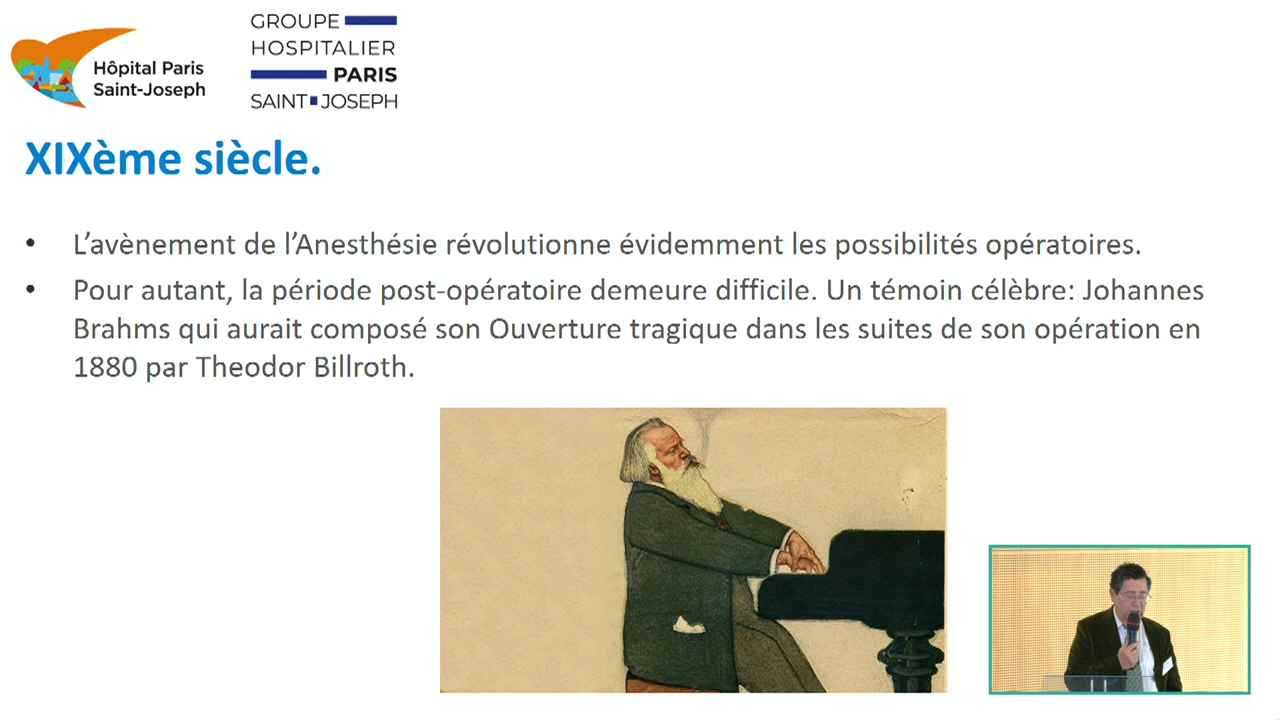 Hôpital Paris
Saint-Joseph
GROUPE
HOSPITALIER
PARIS
SAINT JOSEPH
XIXème siècle.
• L’avènement de l’Anesthésie révolutionne évidemment les possibilités opératoires.
• Pour autant, la période post-opératoire demeure difficile. Un témoin célèbre: Johannes
Brahms qui aurait composé son Ouverture tragique dans les suites de son opération en
1880 par Theodor Billroth.